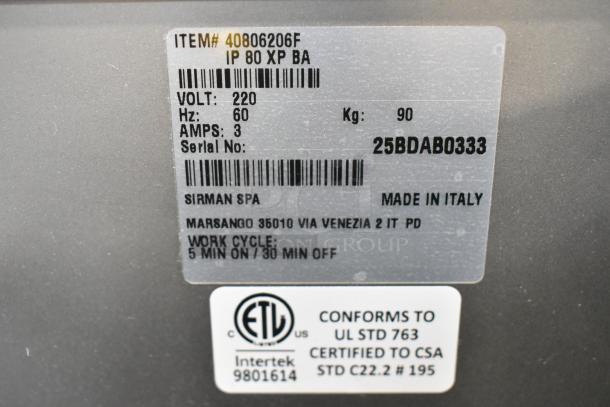 ITEM# 40806206F
IP 80 XP BA
VOLT: 220
Hz: 60 Kg: 90
AMPS: 3
Serial No: 25BDAB0333
SIRMAN SPA MADE IN ITALY
MARSANGO 35010 VIA VENEZIA 2 IT PD
WORK CYCLE:
5 MIN ON / 30 MIN OFF
GROUP
ETL
C US
Intertek
9801614
CONFORMS TO
UL STD 763
CERTIFIED TO CSA
STD C22.2 # 195